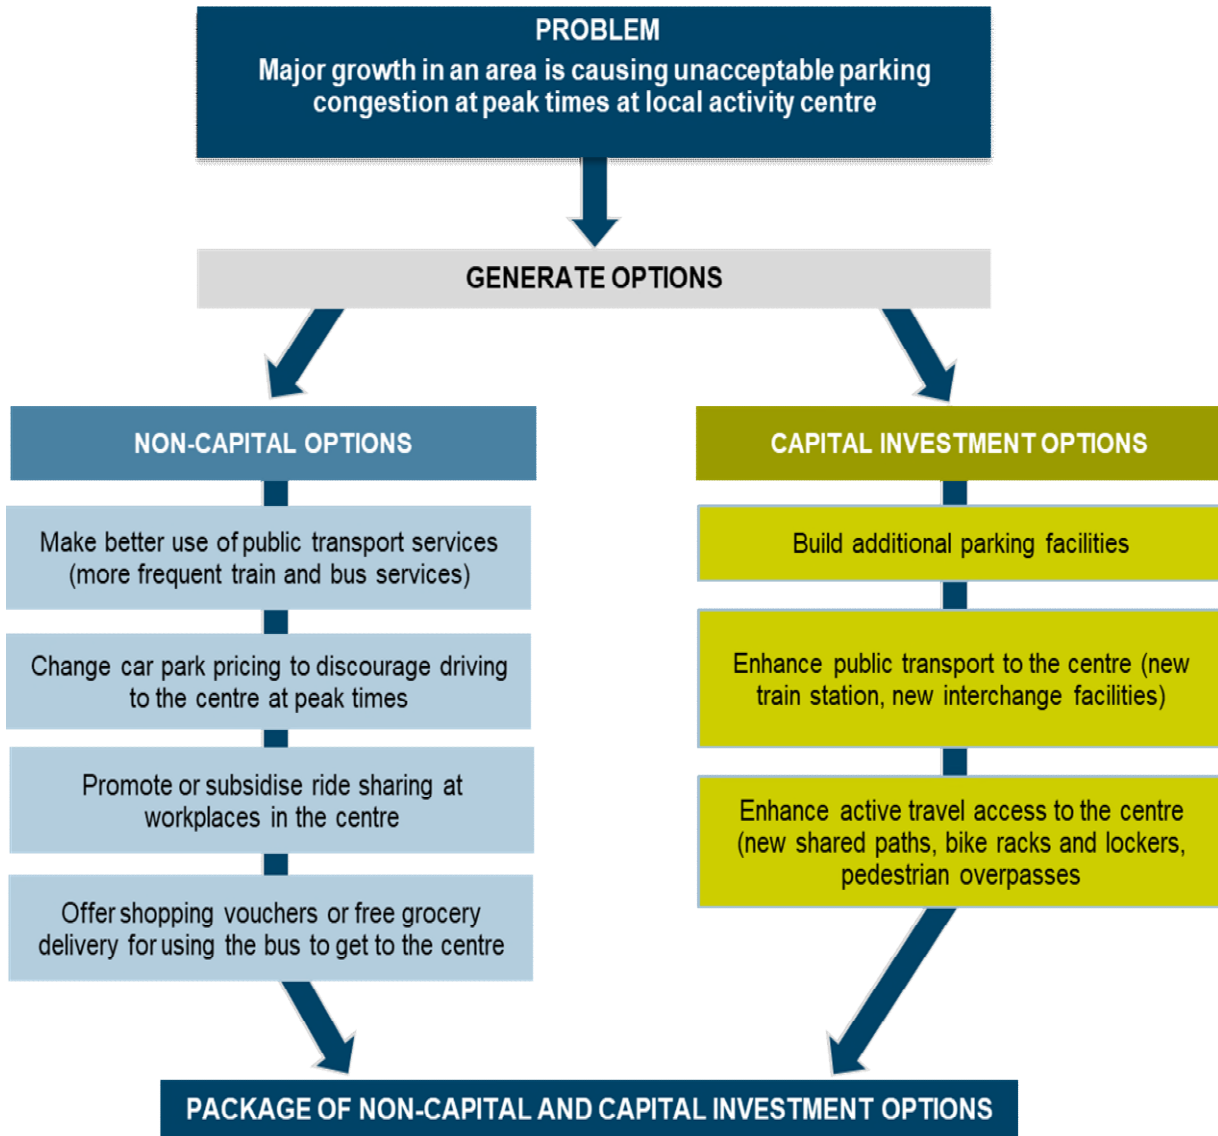 PROBLEM
Major growth in an area is causing unacceptable parking
congestion at peak times at local activity centre
GENERATE OPTIONS
NON-CAPITAL OPTIONS
Make better use of public transport services
(more frequent train and bus services)
Change car park pricing to discourage driving
to the centre at peak times
Promote or subsidise ride sharing at
workplaces in the centre
Offer shopping vouchers or free grocery
delivery for using the bus to get to the centre
CAPITAL INVESTMENT OPTIONS
Build additional parking facilities
Enhance public transport to the centre (new
train station, new interchange facilities)
Enhance active travel access to the centre
(new shared paths, bike racks and lockers,
pedestrian overpasses
PACKAGE OF NON-CAPITAL AND CAPITAL INVESTMENT OPTIONS